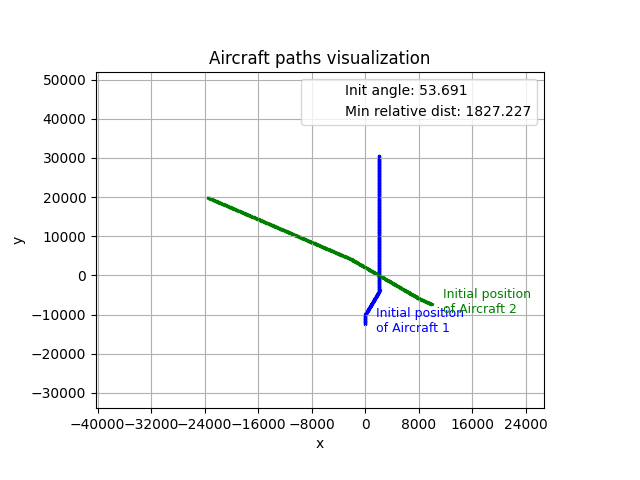 Aircraft paths visualization
Init angle: 53.691
Min relative dist: 1827.227
50000
40000
30000
20000
10000
0
−10000
−20000
−30000
y
Initial position
of Aircraft 2
Initial position
of Aircraft 1
−40000
−32000
−24000
−16000
−8000
0
8000
16000
24000
x